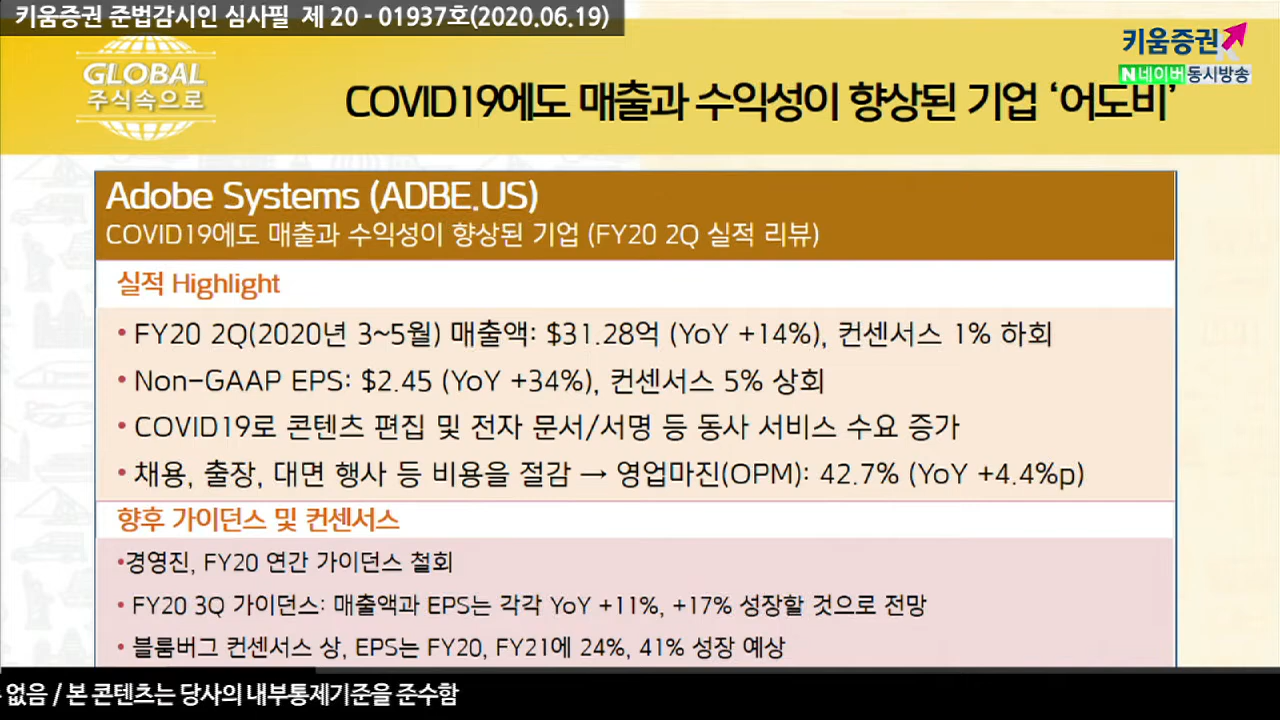 키움증권 준법감시인 심사필 제 20 - 01937호(2020.06.19)
키움증권
N네이버 동시방송
GLOBAL
주식속으로
COVID19에도 매출과 수익성이 향상된 기업 ‘어도비’
Adobe Systems (ADBE.US)
COVID19에도 매출과 수익성이 향상된 기업 (FY20 2Q 실적 리뷰)
실적 Highlight
• FY20 2Q(2020년 3~5월) 매출액: $31.28억 (YoY +14%), 컨센서스 1% 하회
• Non-GAAP EPS: $2.45 (YoY +34%), 컨센서스 5% 상회
• COVID19로 콘텐츠 편집 및 전자 문서/서명 등 동사 서비스 수요 증가
• 채용, 출장, 대면 행사 등 비용을 절감 → 영업마진(OPM): 42.7% (YoY +4.4%p)
향후 가이던스 및 컨센서스
•경영진, FY20 연간 가이던스 철회
• FY20 3Q 가이던스: 매출액과 EPS는 각각 YoY +11%, +17% 성장할 것으로 전망
• 블룸버그 컨센서스 상, EPS는 FY20, FY21에 24%, 41% 성장 예상
없음 / 본 콘텐츠는 당사의 내부통제기준을 준수함